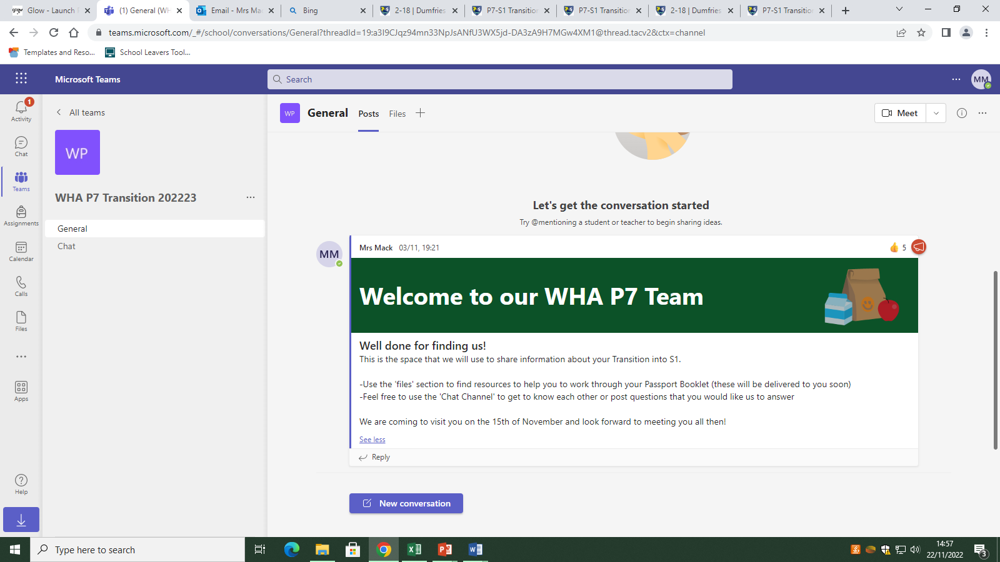 glow Glow - Launch
(1) General (WH
Email - Mrs Mac
Bing
2-18 | Dumfries
P7-S1 Transition
P7-S1 Transition
2-18 | Dumfries
P7-S1 Transition
teams.microsoft.com/_#/school/conversations/General?threadId=19:a3I9CJqz94mn33NpJsANfU3WX5jd-DA3zA9H7MGw4XM1@thread.tacv2&ctx=channel
Templates and Reso...
School Leavers Tool...
Microsoft Teams
Search
MM
1
Activity
Chat
Teams
Assignments
Calendar
Calls
Files
Apps
Help
All teams
WP
WHA P7 Transition 202223
General
Chat
WP
General
Posts
Files
Meet
Let's get the conversation started
Try @mentioning a student or teacher to begin sharing ideas.
MM
Mrs Mack 03/11, 19:21
5
Welcome to our WHA P7 Team
Well done for finding us!
This is the space that we will use to share information about your Transition into S1.
-Use the 'files' section to find resources to help you to work through your Passport Booklet (these will be delivered to you soon)
-Feel free to use the 'Chat Channel' to get to know each other or post questions that you would like us to answer
We are coming to visit you on the 15th of November and look forward to meeting you all then!
See less
Reply
New conversation
Type here to search
14:57
22/11/2022
3